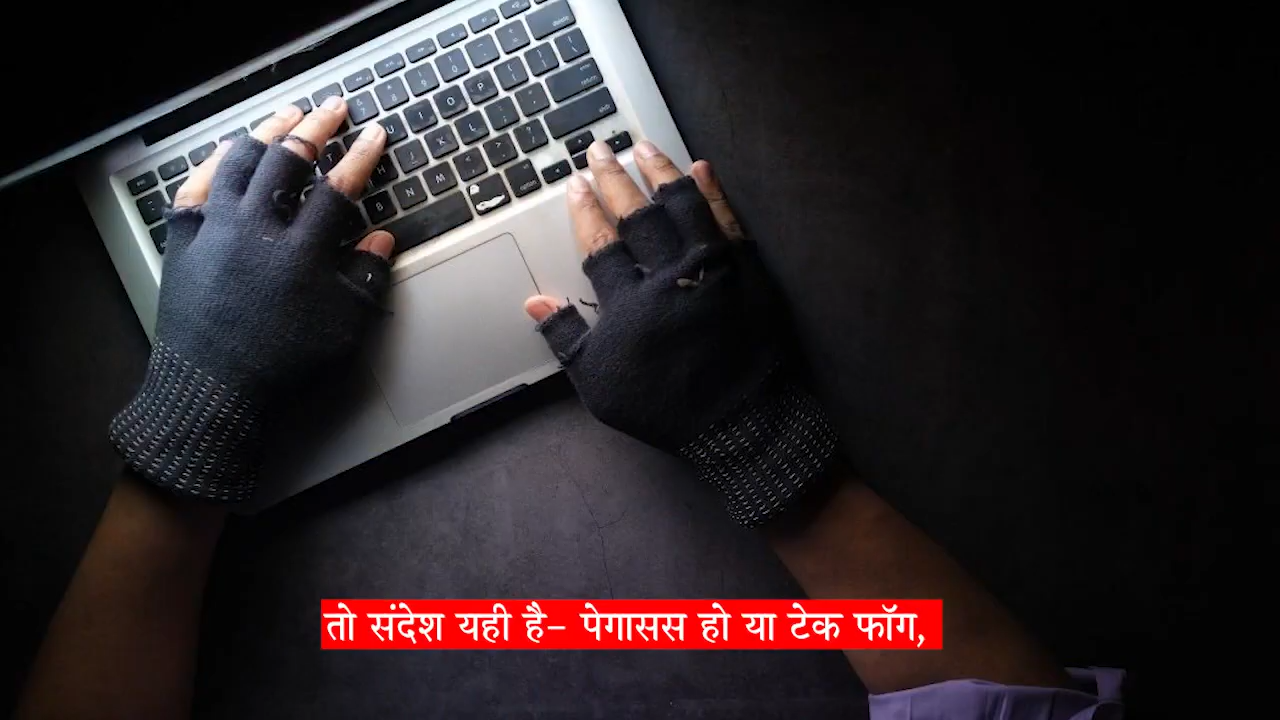 तो संदेश यही है- पेगासस हो या टेक फॉग,